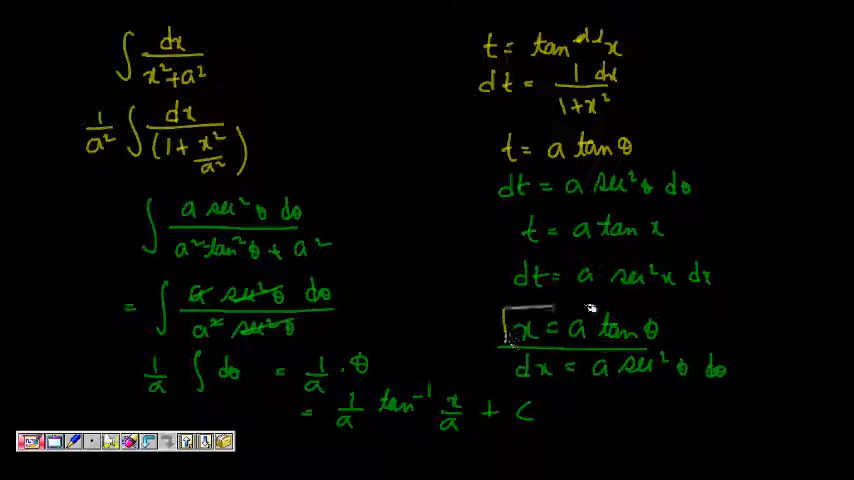 ∫ dx / (x² + a²)
1/a² ∫ dx / (1 + x²/a²)
∫ a sec²θ dθ / (a² tan²θ + a²)
= ∫ a sec²θ dθ / (a² sec²θ)
1/a ∫ dθ = 1/a · θ
= 1/a tan⁻¹ x/a + c
t = tan⁻¹ x
dt = 1 dx / (1 + x²)
t = a tan θ
dt = a sec²θ dθ
t = a tan x
dt = a sec²x dx
x = a tan θ
dx = a sec²θ dθ